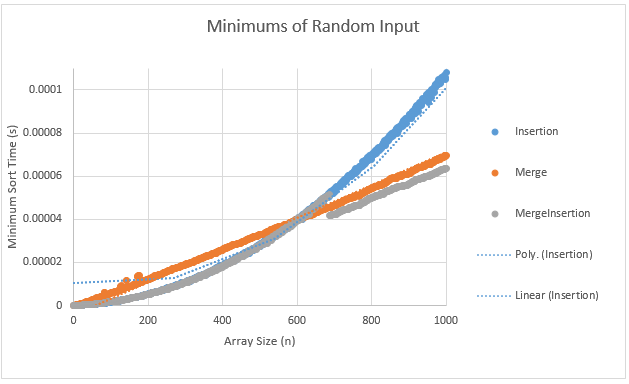 Minimums of Random Input
0.0001
0.00008
0.00006
0.00004
0.00002
0
0 200 400 600 800 1000
Minimum Sort Time (s)
Array Size (n)
Insertion
Merge
MergeInsertion
Poly. (Insertion)
Linear (Insertion)